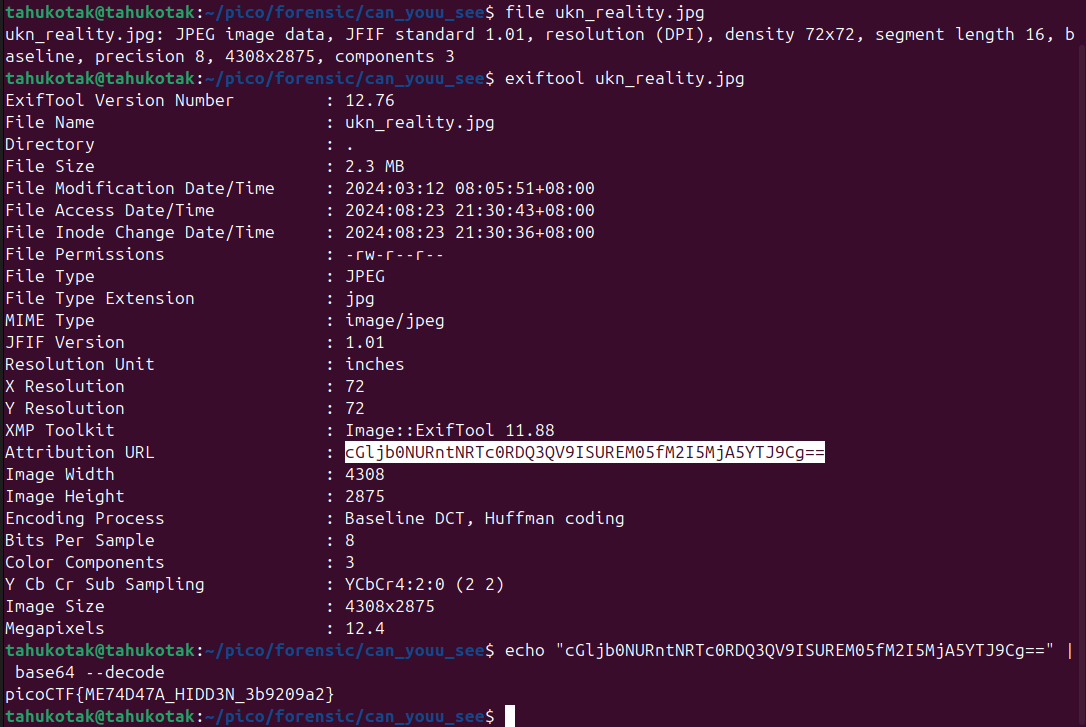 tahukotak@tahukotak:~/pico/forensic/can_youu_see$ file ukn_reality.jpg
ukn_reality.jpg: JPEG image data, JFIF standard 1.01, resolution (DPI), density 72x72, segment length 16, b
aseline, precision 8, 4308x2875, components 3
tahukotak@tahukotak:~/pico/forensic/can_youu_see$ exiftool ukn_reality.jpg
ExifTool Version Number : 12.76
File Name : ukn_reality.jpg
Directory : .
File Size : 2.3 MB
File Modification Date/Time : 2024:03:12 08:05:51+08:00
File Access Date/Time : 2024:08:23 21:30:43+08:00
File Inode Change Date/Time : 2024:08:23 21:30:36+08:00
File Permissions : -rw-r--r--
File Type : JPEG
File Type Extension : jpg
MIME Type : image/jpeg
JFIF Version : 1.01
Resolution Unit : inches
X Resolution : 72
Y Resolution : 72
XMP Toolkit : Image::ExifTool 11.88
Attribution URL : cGljb0NURntNRTc0RDQ3QV9ISUREM05fM2I5MjA5YTJ9Cg==
Image Width : 4308
Image Height : 2875
Encoding Process : Baseline DCT, Huffman coding
Bits Per Sample : 8
Color Components : 3
Y Cb Cr Sub Sampling : YCbCr4:2:0 (2 2)
Image Size : 4308x2875
Megapixels : 12.4
tahukotak@tahukotak:~/pico/forensic/can_youu_see$ echo "cGljb0NURntNRTc0RDQ3QV9ISUREM05fM2I5MjA5YTJ9Cg==" |
base64 --decode
picoCTF{ME74D47A_HIDD3N_3b9209a2}
tahukotak@tahukotak:~/pico/forensic/can_youu_see$